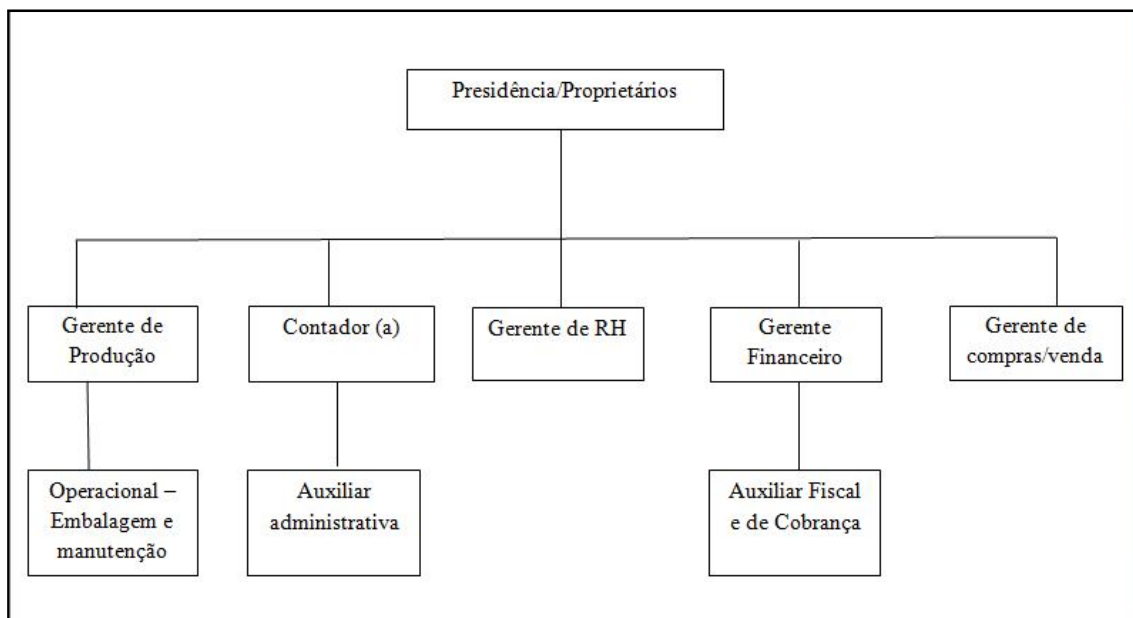 Presidência/Proprietários
Gerente de
Produção
Contador (a)
Gerente de RH
Gerente
Financeiro
Gerente de
compras/venda
Operacional –
Embalagem e
manutenção
Auxiliar
administrativa
Auxiliar Fiscal
e de Cobrança